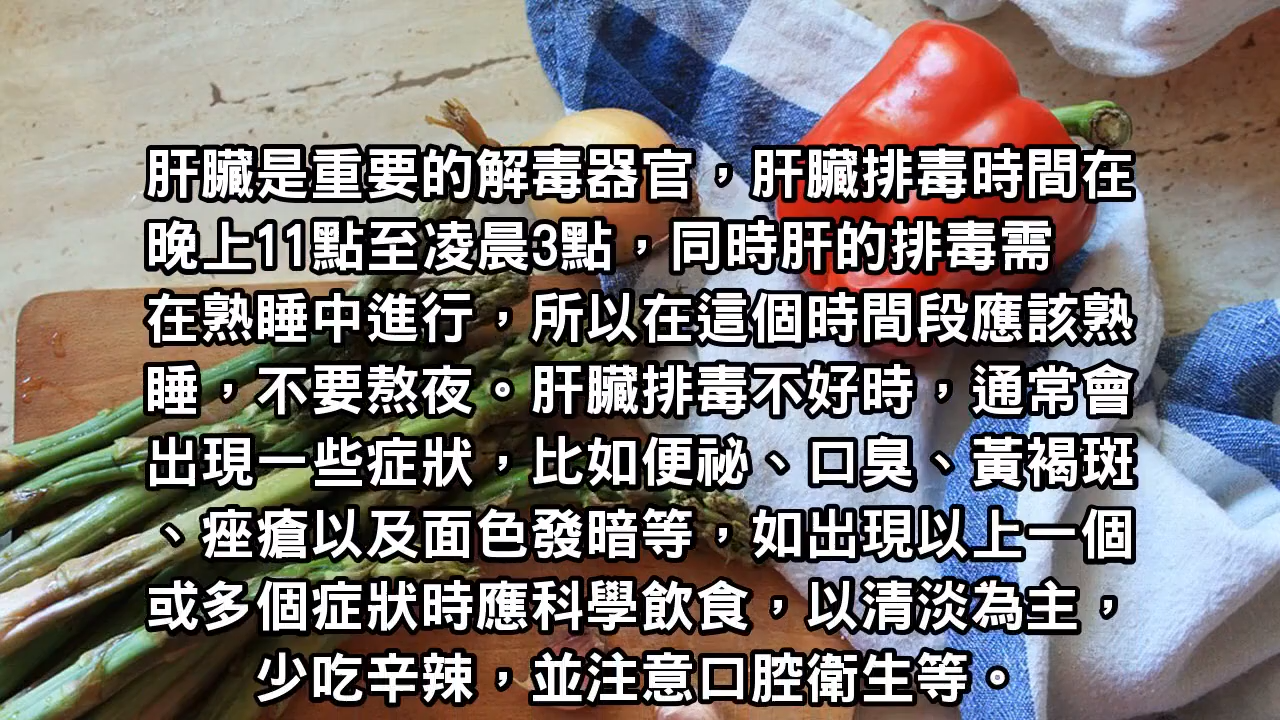 肝臟是重要的解毒器官，肝臟排毒時間在
晚上11點至凌晨3點，同時肝的排毒需
在熟睡中進行，所以在這個時間段應該熟
睡，不要熬夜。肝臟排毒不好時，通常會
出現一些症狀，比如便祕、口臭、黃褐斑
、痤瘡以及面色發暗等，如出現以上一個
或多個症狀時應科學飲食，以清淡為主，
少吃辛辣，並注意口腔衛生等。